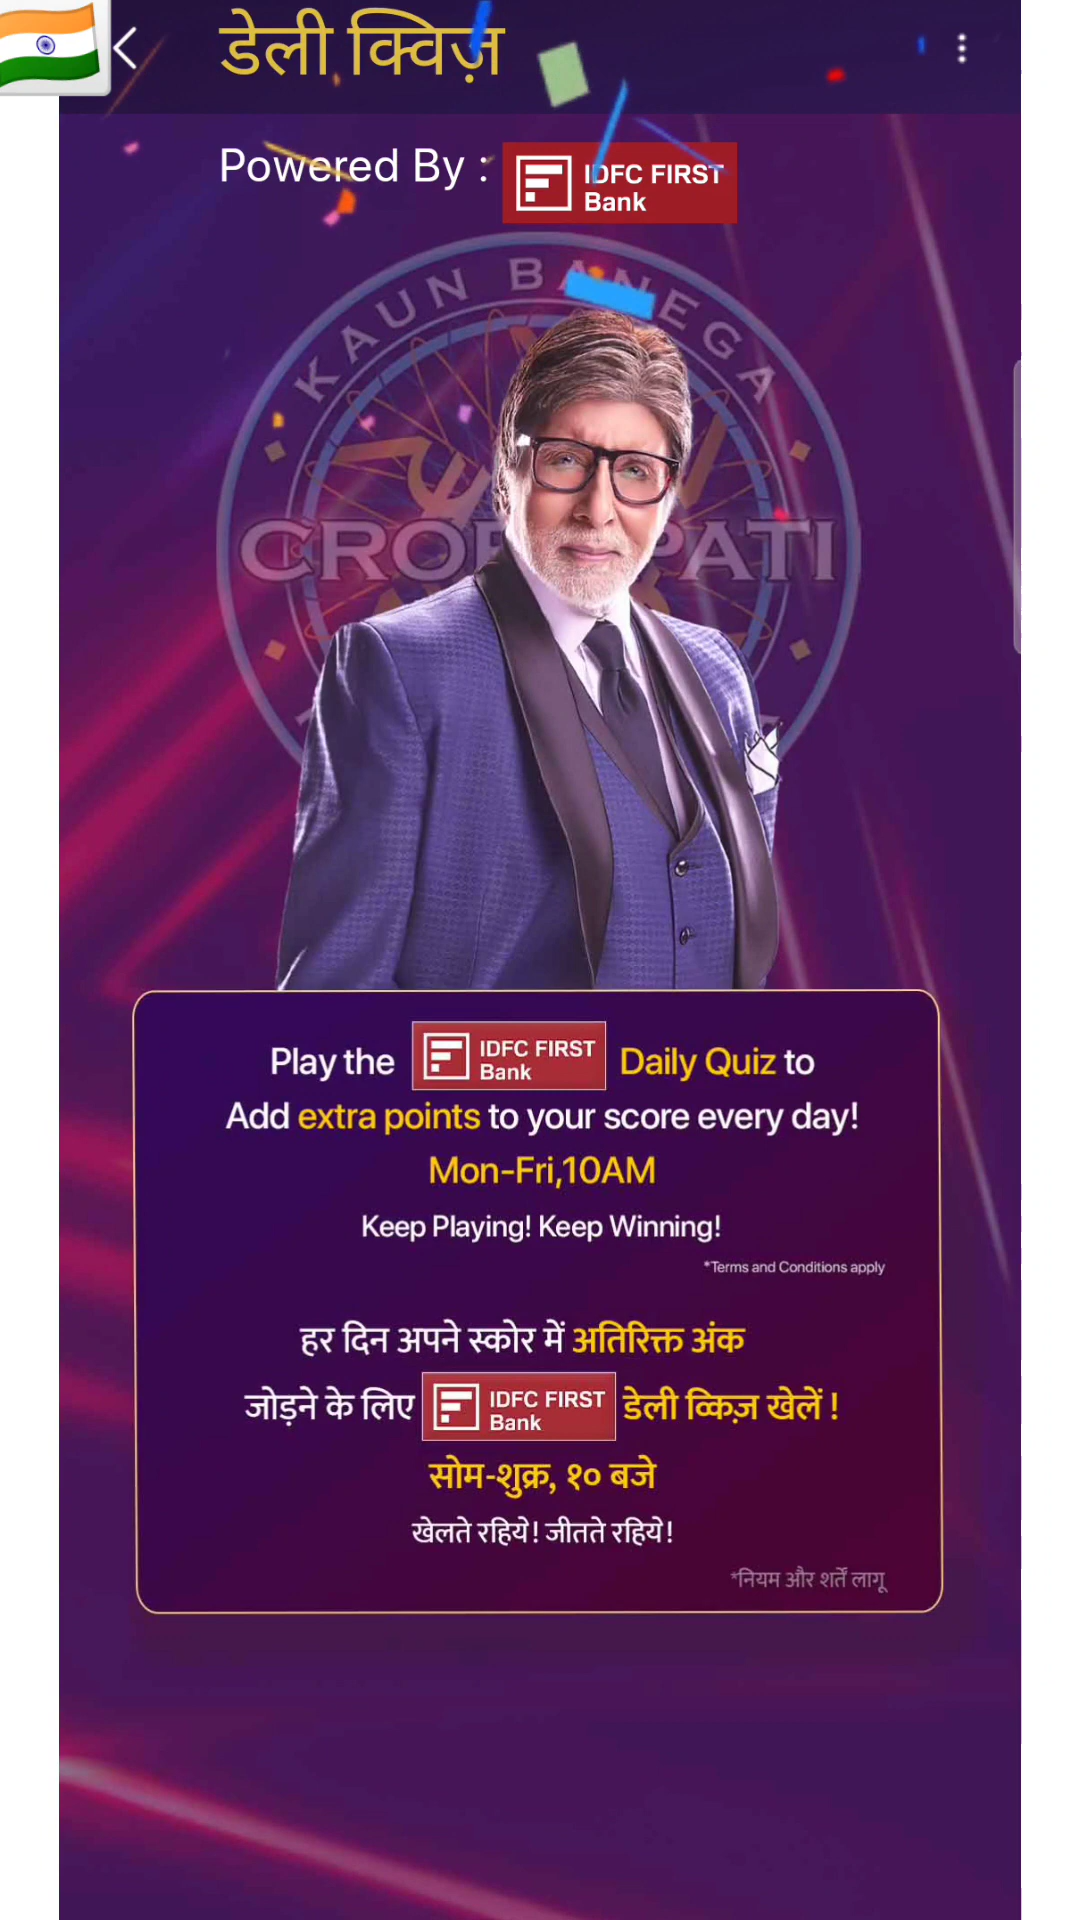 डेली क्विज़
Powered By : IDFC FIRST Bank
KAUN BANEGA
CRO PATI
Play the IDFC FIRST Bank Daily Quiz to
Add extra points to your score every day!
Mon-Fri,10AM
Keep Playing! Keep Winning!
*Terms and Conditions apply
हर दिन अपने स्कोर में अतिरिक्त अंक
जोड़ने के लिए IDFC FIRST Bank डेली क्विज़ खेलें !
सोम-शुक्र, १० बजे
खेलते रहिये! जीतते रहिये!
*नियम और शर्तें लागू